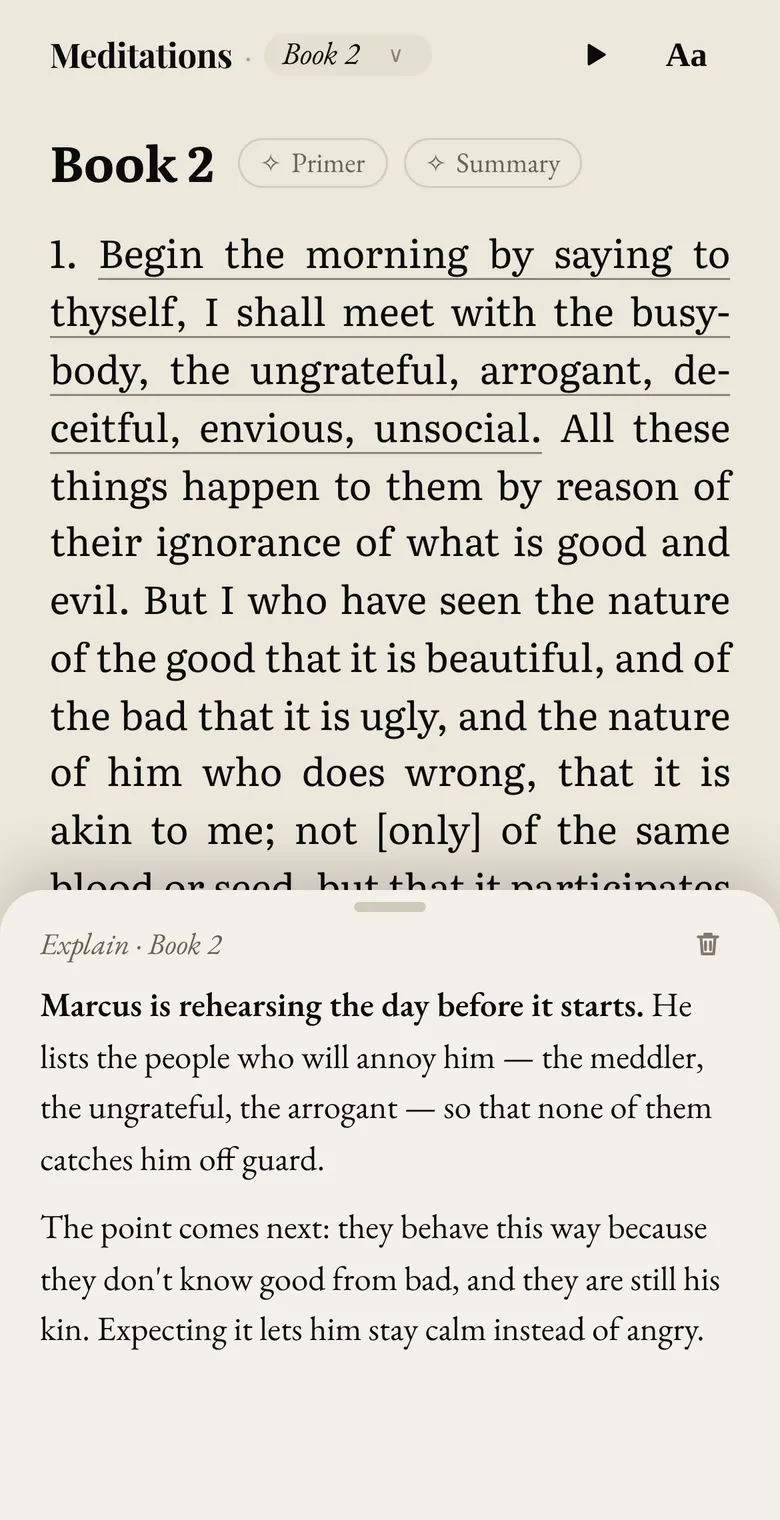 Meditations · Book 2 ∨
Aa
Book 2
✧ Primer
✧ Summary
1. Begin the morning by saying to
thyself, I shall meet with the busy-
body, the ungrateful, arrogant, de-
ceitful, envious, unsocial. All these
things happen to them by reason of
their ignorance of what is good and
evil. But I who have seen the nature
of the good that it is beautiful, and of
the bad that it is ugly, and the nature
of him who does wrong, that it is
akin to me; not [only] of the same
blood or seed, but that it participates
Explain · Book 2
Marcus is rehearsing the day before it starts. He
lists the people who will annoy him — the meddler,
the ungrateful, the arrogant — so that none of them
catches him off guard.
The point comes next: they behave this way because
they don't know good from bad, and they are still his
kin. Expecting it lets him stay calm instead of angry.